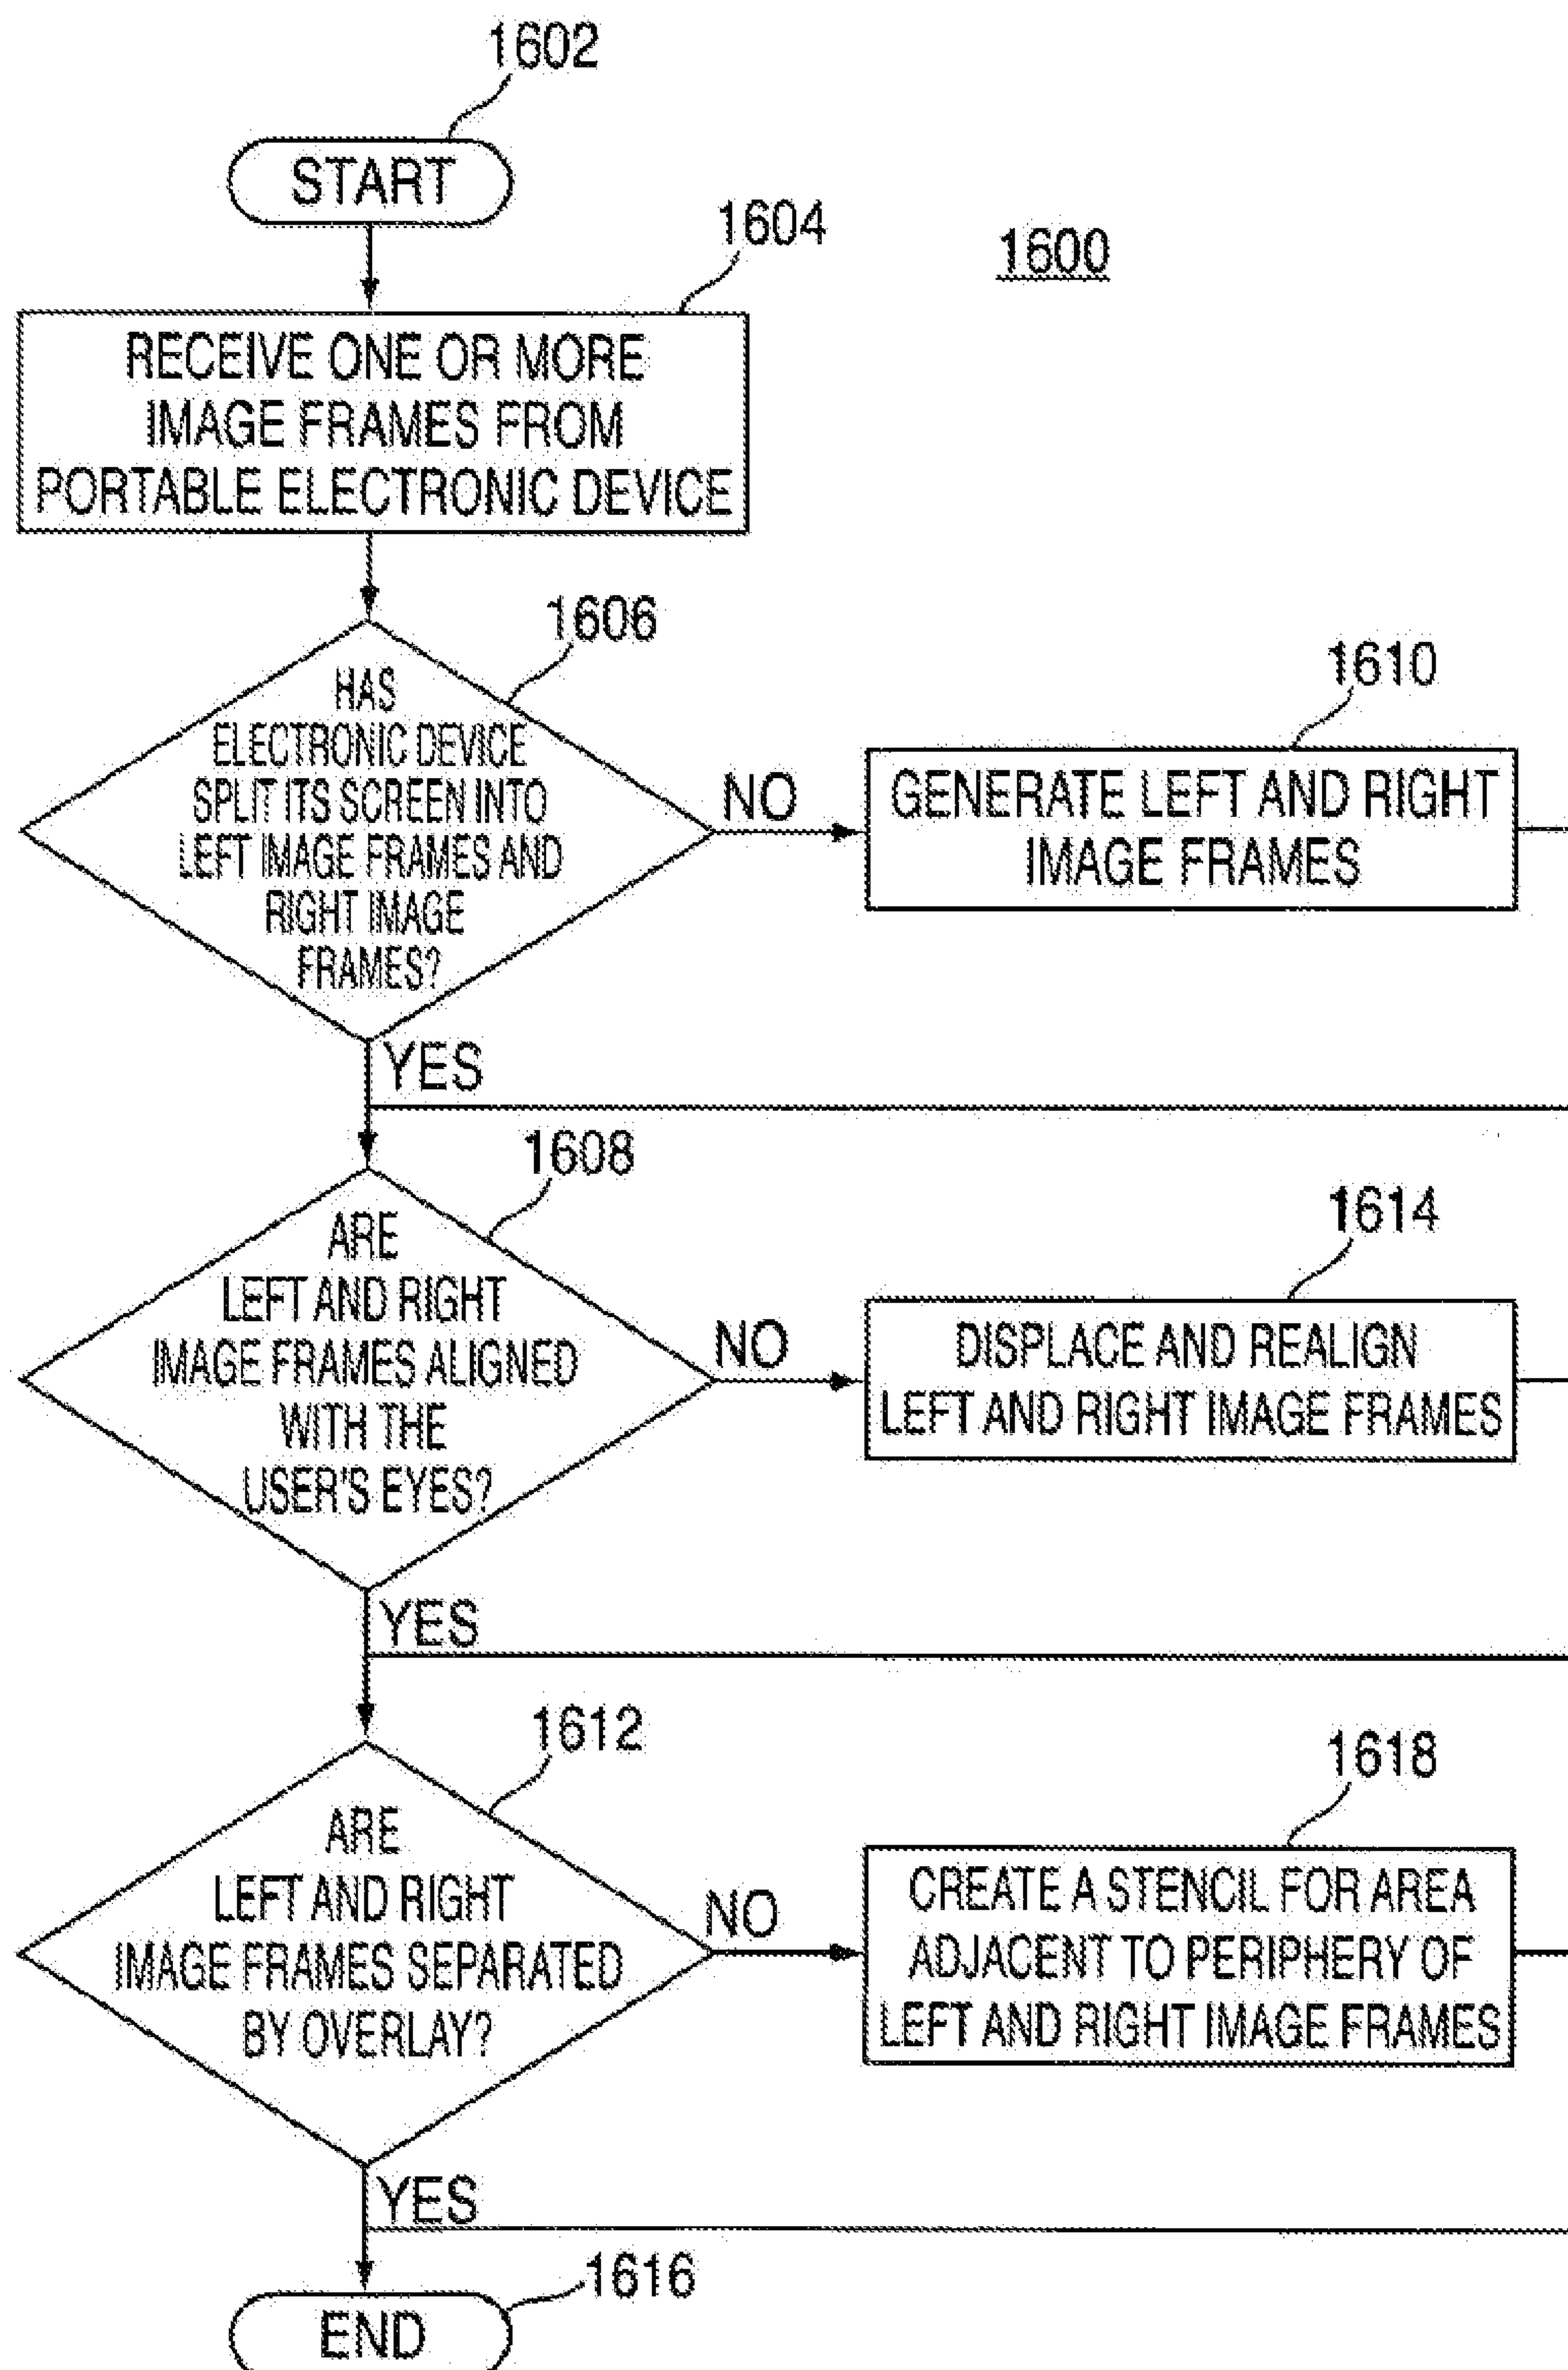 1602
START
1604
1600
RECEIVE ONE OR MORE
IMAGE FRAMES FROM
PORTABLE ELECTRONIC DEVICE
1606
HAS
ELECTRONIC DEVICE
SPLIT ITS SCREEN INTO
LEFT IMAGE FRAMES AND
RIGHT IMAGE
FRAMES?
NO
1610
GENERATE LEFT AND RIGHT
IMAGE FRAMES
YES
1608
ARE
LEFT AND RIGHT
IMAGE FRAMES ALIGNED
WITH THE
USER'S EYES?
NO
1614
DISPLACE AND REALIGN
LEFT AND RIGHT IMAGE FRAMES
YES
1612
ARE
LEFT AND RIGHT
IMAGE FRAMES SEPARATED
BY OVERLAY?
NO
1618
CREATE A STENCIL FOR AREA
ADJACENT TO PERIPHERY OF
LEFT AND RIGHT IMAGE FRAMES
YES
1616
END